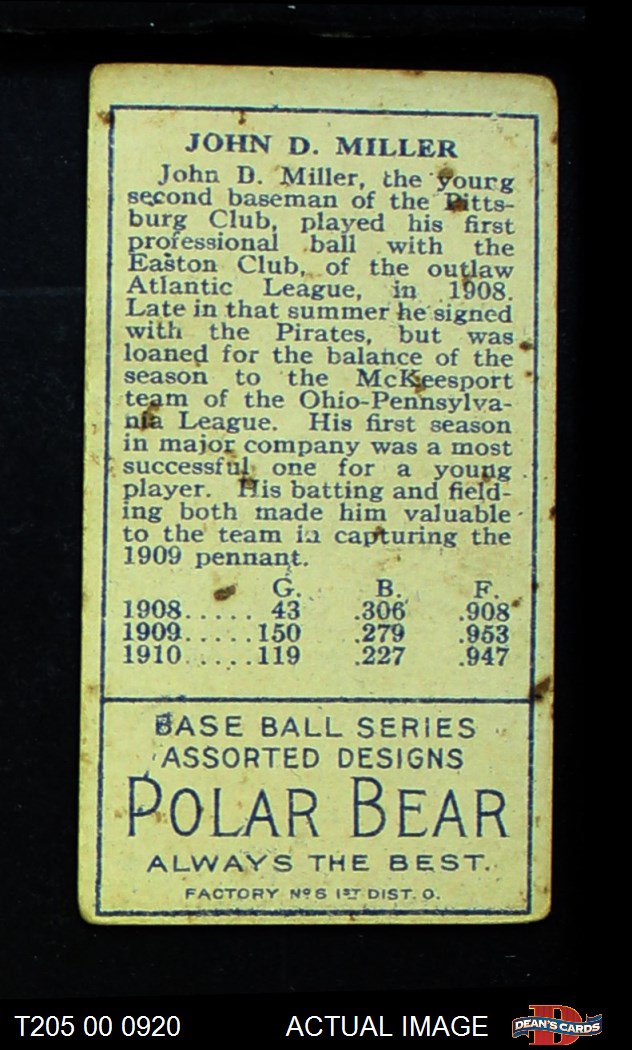 JOHN D. MILLER
John D. Miller, the young
second baseman of the Pitts-
burg Club, played his first
professional ball with the
Easton Club, of the outlaw
Atlantic League, in 1908.
Late in that summer he signed
with the Pirates, but was
loaned for the balance of the
season to the McKeesport
team of the Ohio-Pennsylva-
nia League. His first season
in major company was a most
successful one for a young
player. His batting and field-
ing both made him valuable
to the team in capturing the
1909 pennant.
G. B. F.
1908..... 43 .306 .908
1909.....150 .279 .953
1910.....119 .227 .947
BASE BALL SERIES
ASSORTED DESIGNS
POLAR BEAR
ALWAYS THE BEST.
FACTORY Nº 6 1ST DIST. O.
T205 00 0920 ACTUAL IMAGE D DEAN'S CARDS